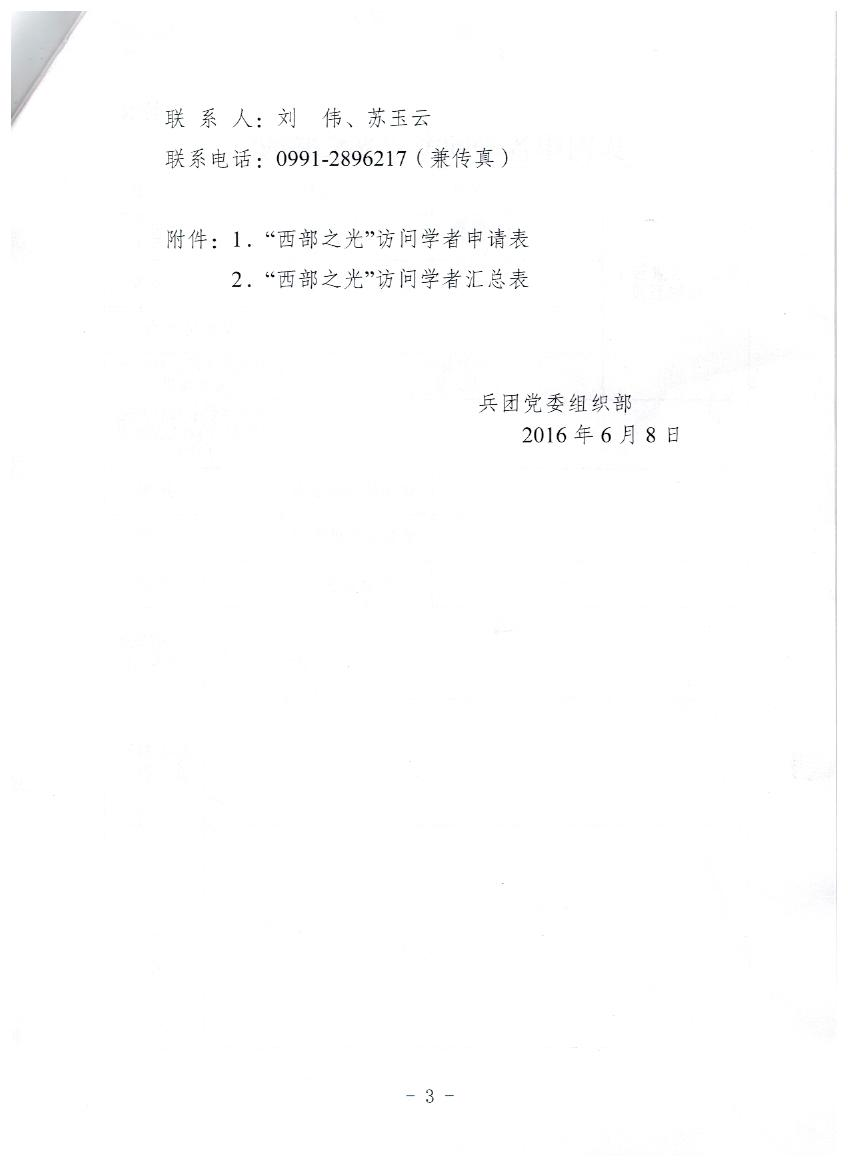 联 系 人：刘　伟、苏玉云
联系电话：0991-2896217（兼传真）
附件：1．“西部之光”访问学者申请表
2．“西部之光”访问学者汇总表
兵团党委组织部
2016 年 6 月 8 日
- 3 -